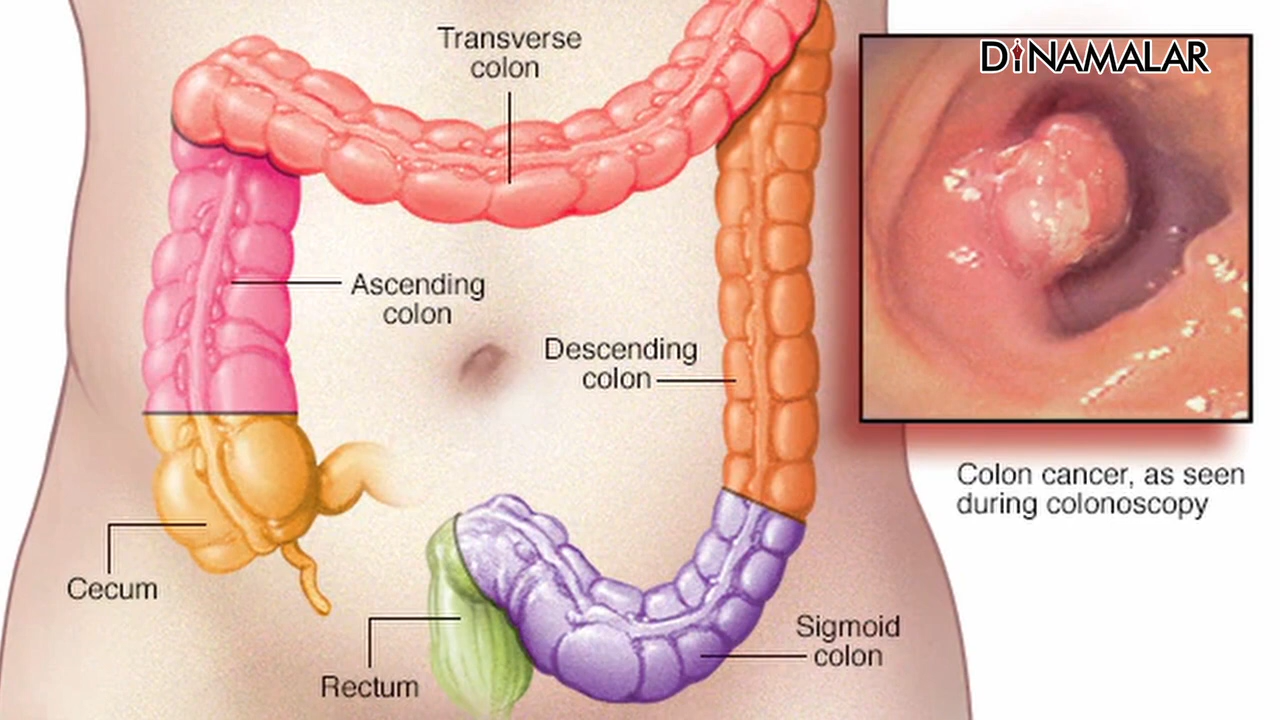 Transverse
colon
DINAMALAR
Ascending
colon
Descending
colon
Colon cancer, as seen
during colonoscopy
Cecum
Sigmoid
colon
Rectum